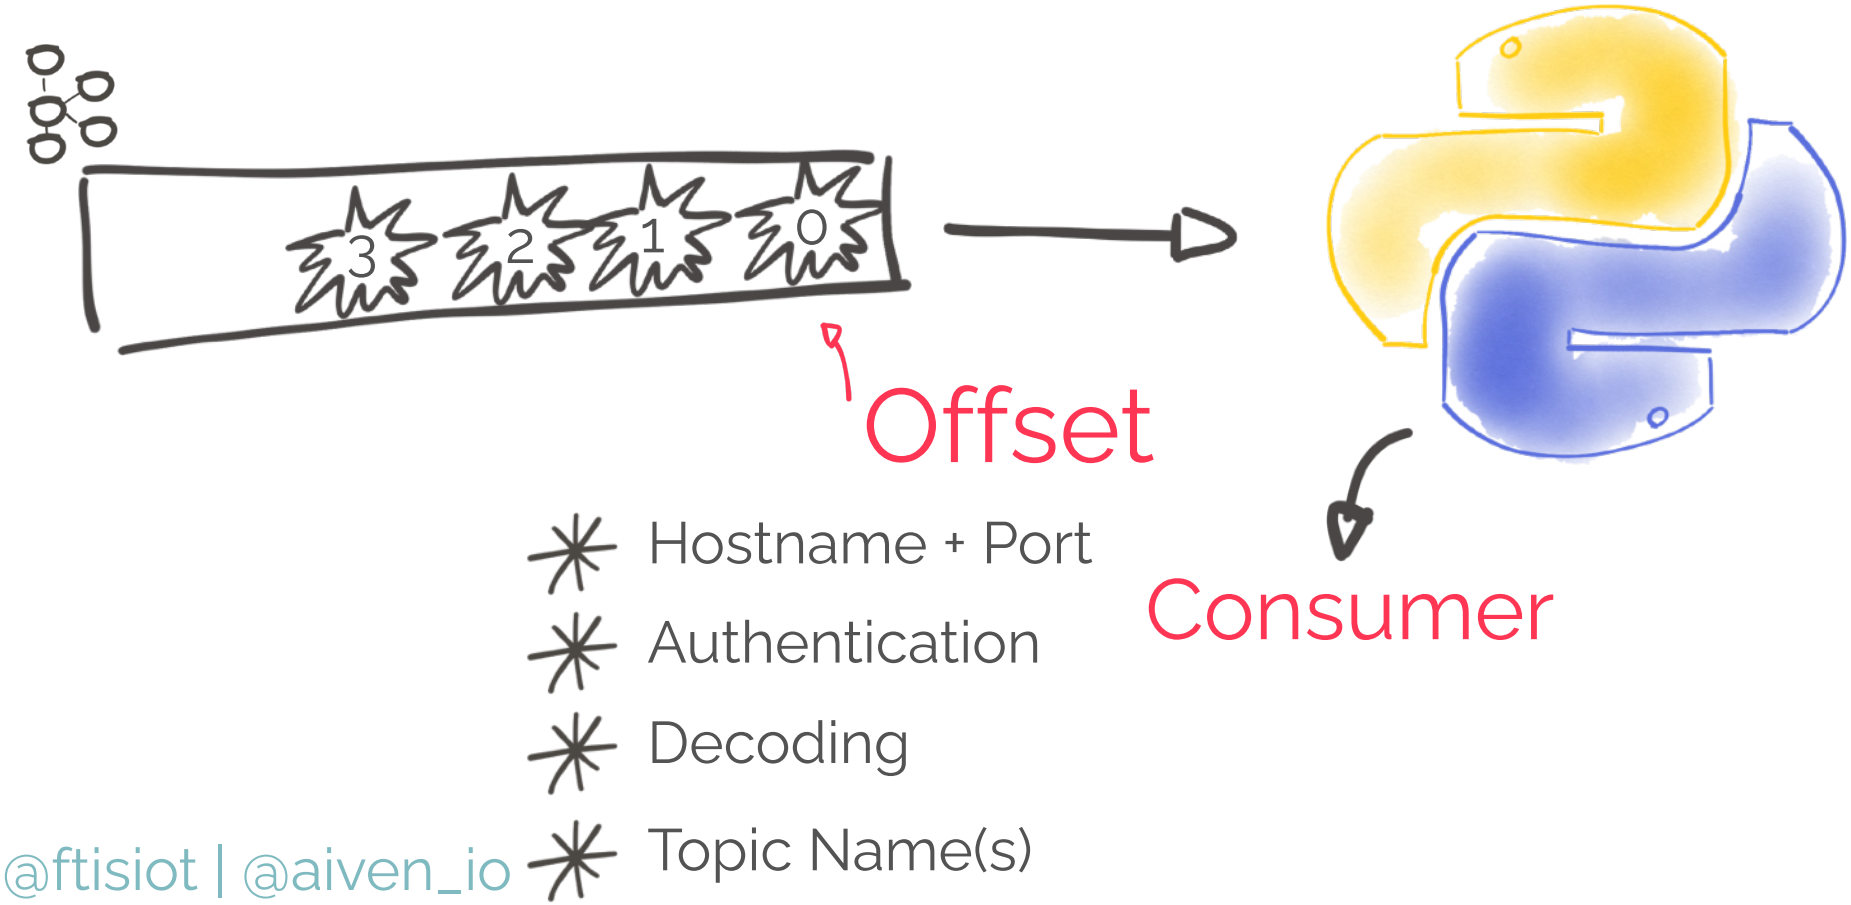 3 2 1 0
Offset
Hostname + Port
Consumer
Authentication
Decoding
Topic Name(s)
@ftisiot | @aiven_io